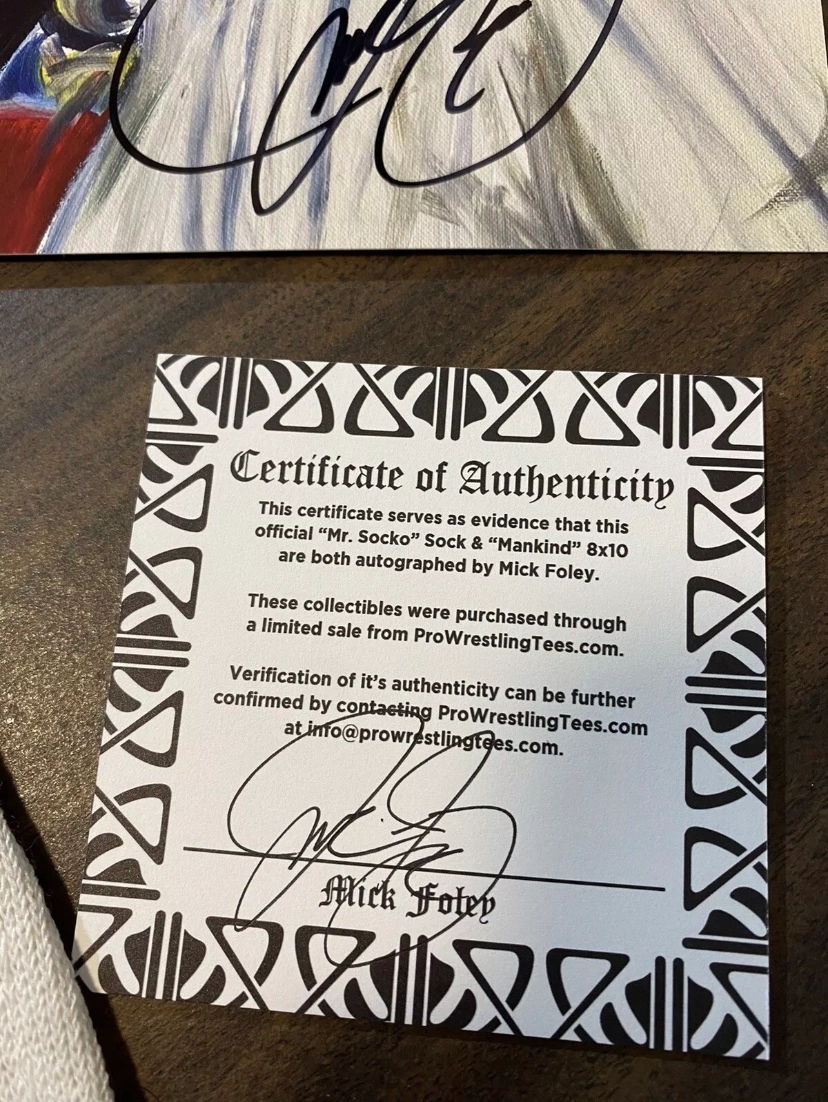 Certificate of Authenticity
This certificate serves as evidence that this
official “Mr. Socko” Sock & “Mankind” 8x10
are both autographed by Mick Foley.
These collectibles were purchased through
a limited sale from ProWrestlingTees.com.
Verification of it’s authenticity can be further
confirmed by contacting ProWrestlingTees.com
at info@prowrestlingtees.com.
Mick Foley